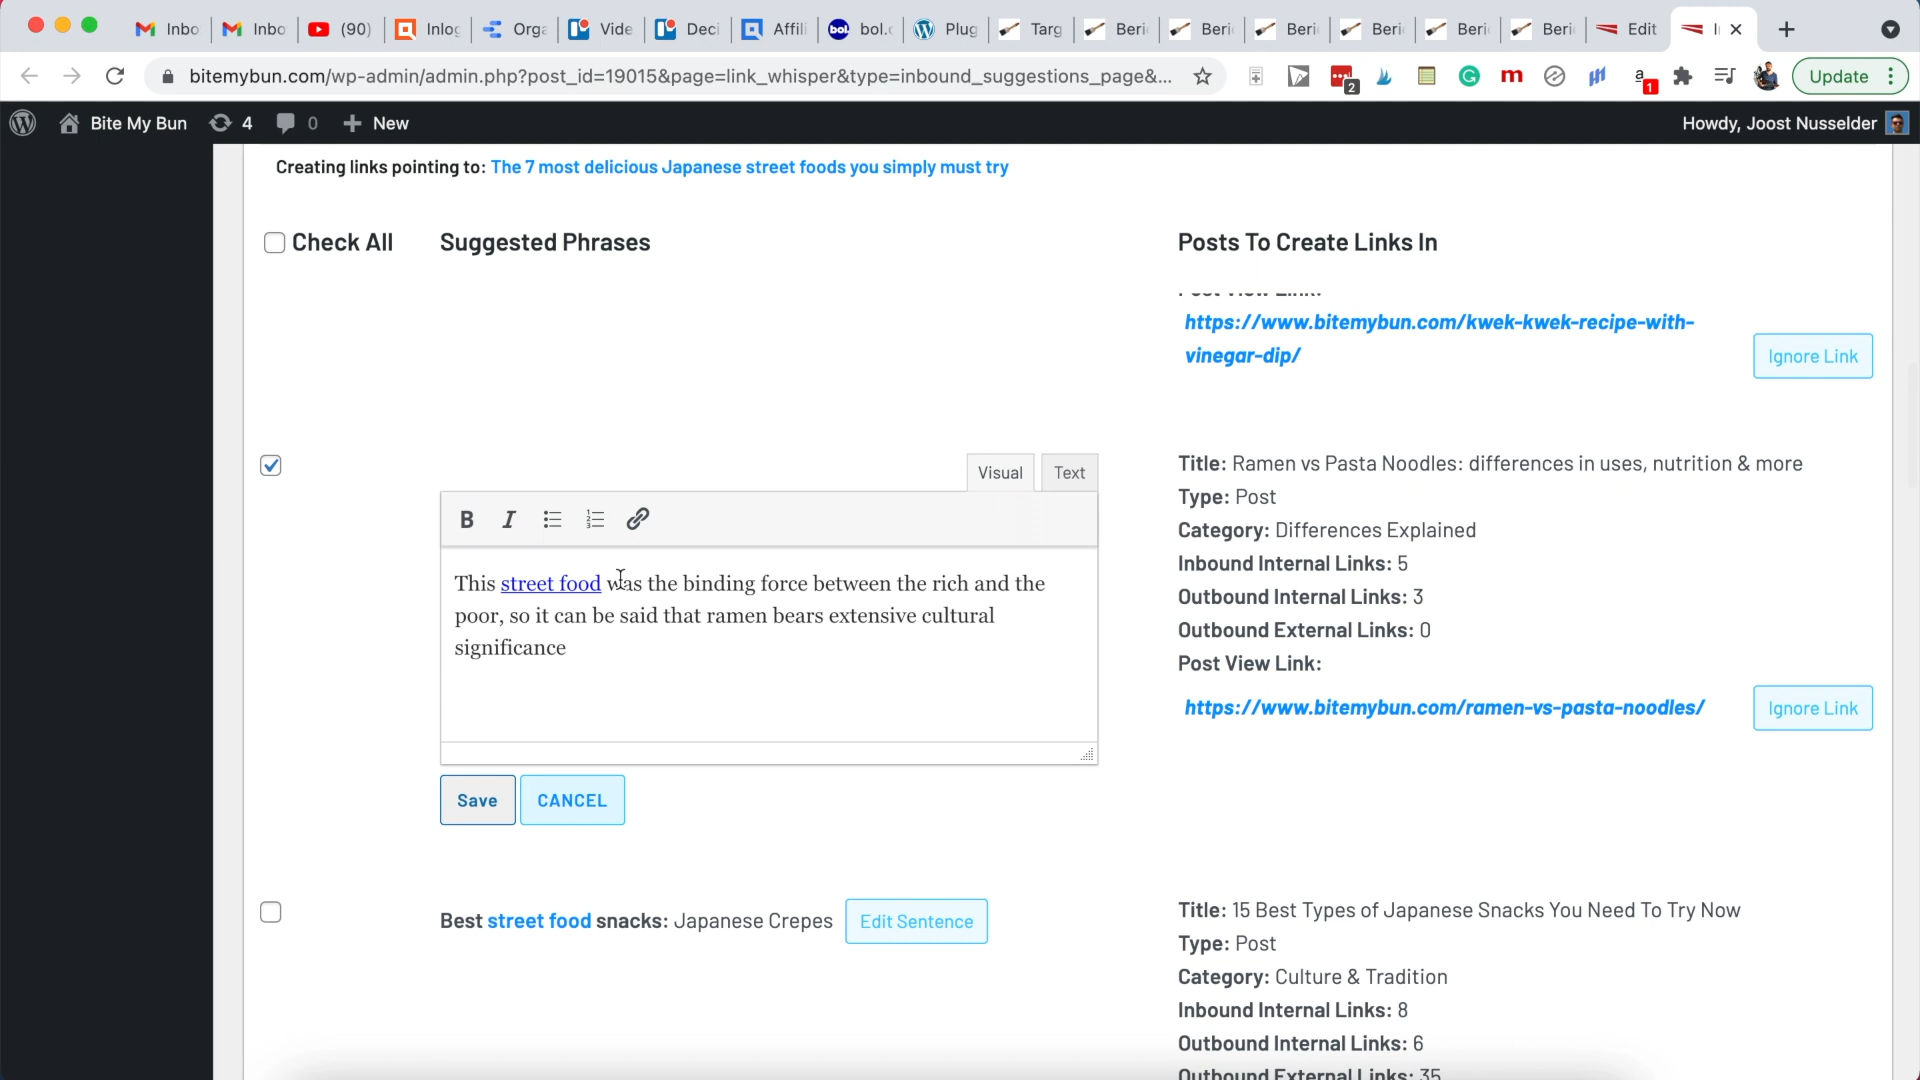 Inbo
Inbo
(90)
Inlog
Orga
Vide
Deci
Affili
bol.c
Plug
Targ
Beri
Beri
Beri
Beri
Beri
Beri
Edit
bitemybun.com/wp-admin/admin.php?post_id=19015&page=link_whisper&type=inbound_suggestions_page&...
2
m
a
1
Update
Bite My Bun
4
0
New
Howdy, Joost Nusselder
Creating links pointing to: The 7 most delicious Japanese street foods you simply must try
Check All
Suggested Phrases
Posts To Create Links In
https://www.bitemybun.com/kwek-kwek-recipe-with-
vinegar-dip/
Ignore Link
Visual
Text
B I
This street food was the binding force between the rich and the
poor, so it can be said that ramen bears extensive cultural
significance
Save
CANCEL
Title: Ramen vs Pasta Noodles: differences in uses, nutrition & more
Type: Post
Category: Differences Explained
Inbound Internal Links: 5
Outbound Internal Links: 3
Outbound External Links: 0
Post View Link:
https://www.bitemybun.com/ramen-vs-pasta-noodles/
Ignore Link
Best street food snacks: Japanese Crepes
Edit Sentence
Title: 15 Best Types of Japanese Snacks You Need To Try Now
Type: Post
Category: Culture & Tradition
Inbound Internal Links: 8
Outbound Internal Links: 6
Outbound External Links: 35